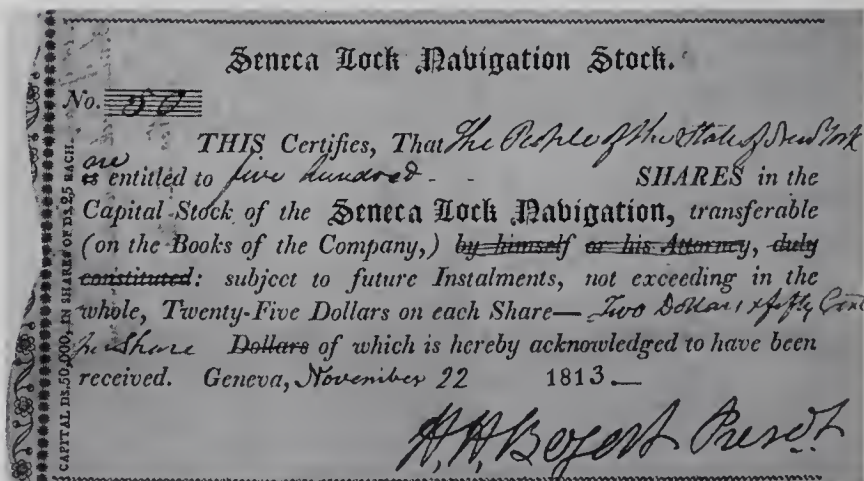 Seneca Lock Navigation Stock.
No. 50
THIS Certifies, That The People of the State of New York
are
is entitled to five hundred - - SHARES in the
Capital Stock of the Seneca Lock Navigation, transferable
(on the Books of the Company,) by himself or his Attorney, duly
constituted: subject to future Instalments, not exceeding in the
whole, Twenty-Five Dollars on each Share— Two Dollars & fifty Cents
per Share Dollars of which is hereby acknowledged to have been
received. Geneva, November 22 1813 —
H. H. Bogert Presdt
CAPITAL DS. 50,000, IN SHARES OF DS. 25 EACH.